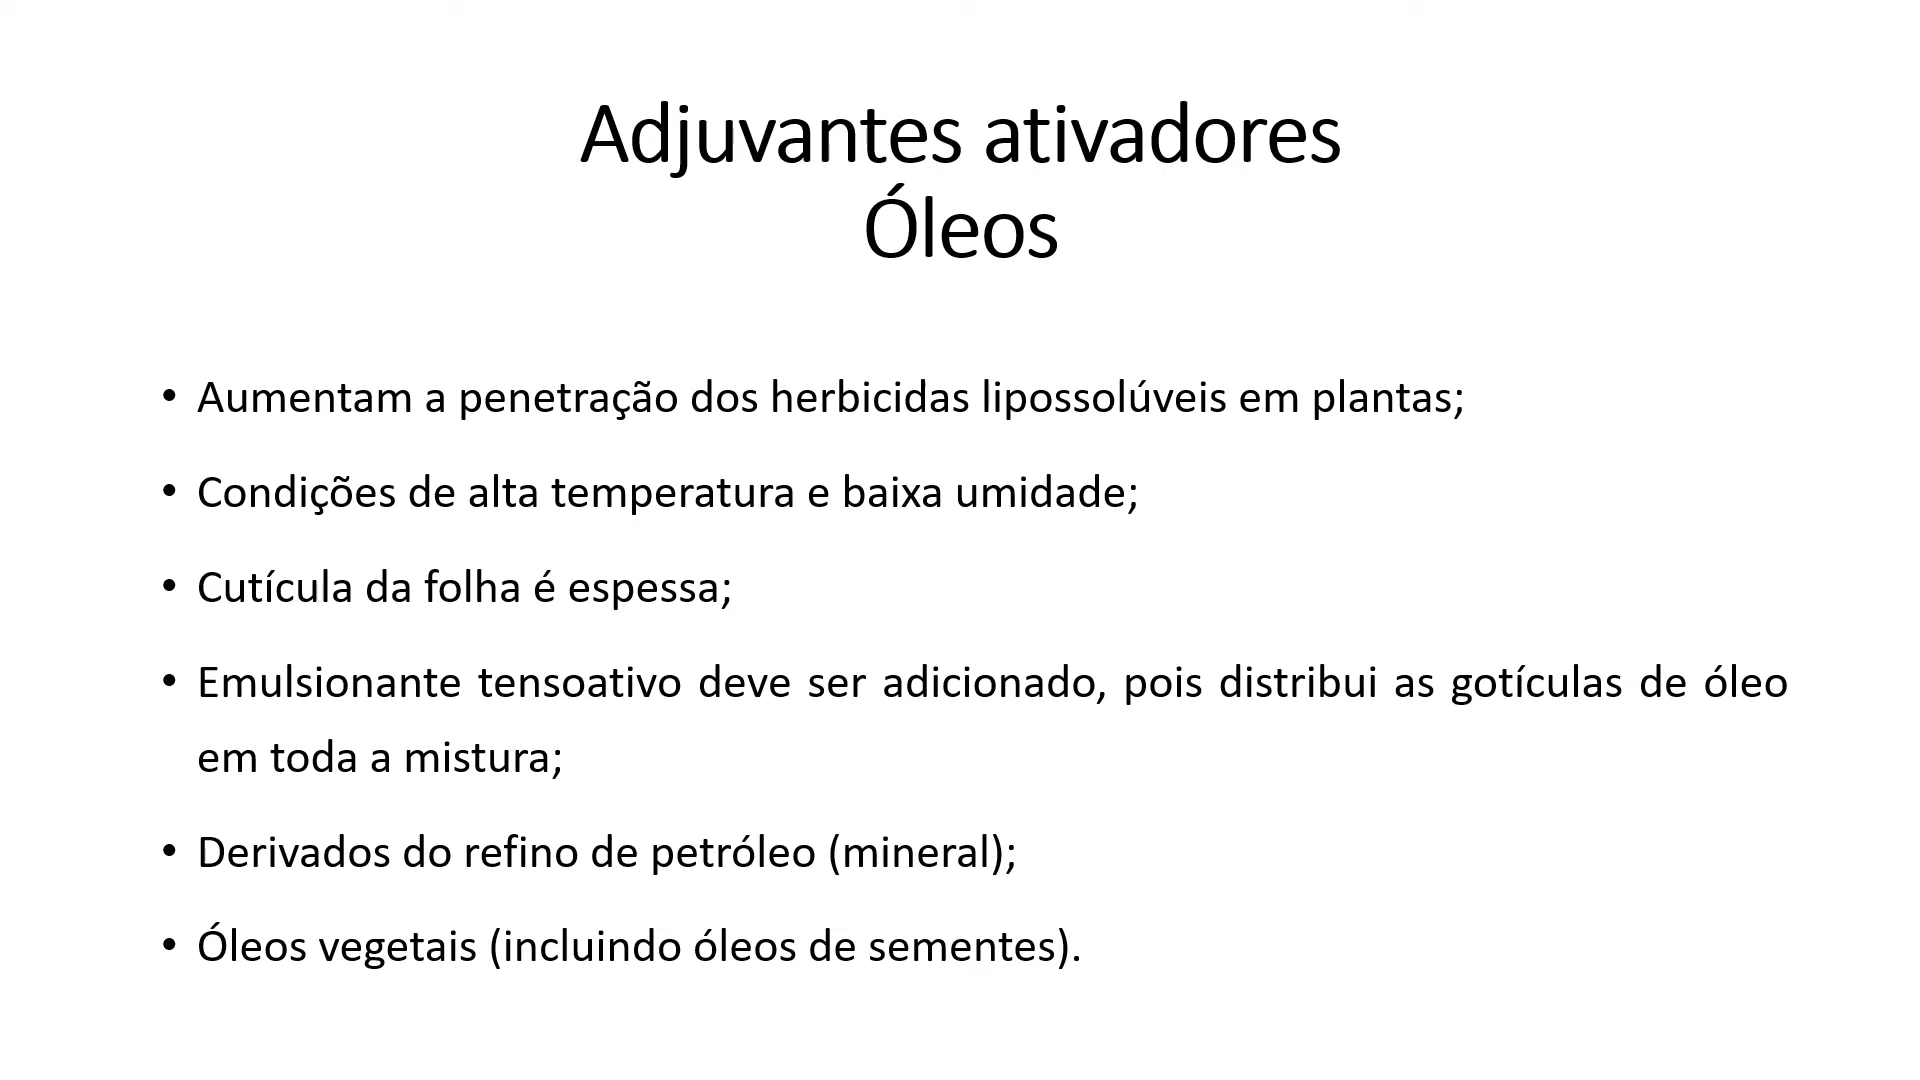 Adjuvantes ativadores
Óleos
• Aumentam a penetração dos herbicidas lipossolúveis em plantas;
• Condições de alta temperatura e baixa umidade;
• Cutícula da folha é espessa;
• Emulsionante tensoativo deve ser adicionado, pois distribui as gotículas de óleo
em toda a mistura;
• Derivados do refino de petróleo (mineral);
• Óleos vegetais (incluindo óleos de sementes).